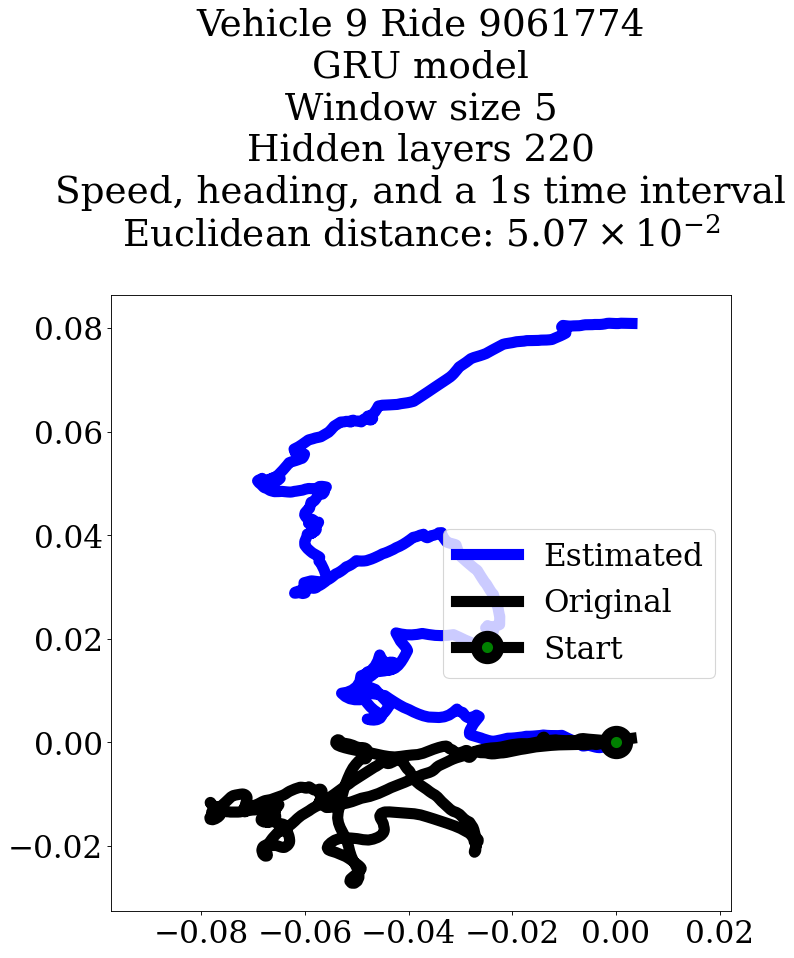 Vehicle 9 Ride 9061774
GRU model
Window size 5
Hidden layers 220
Speed, heading, and a 1s time interval
Euclidean distance: 5.07 × 10⁻²
0.08
0.06
0.04
0.02
0.00
−0.02
Estimated
Original
Start
−0.08 −0.06 −0.04 −0.02 0.00 0.02